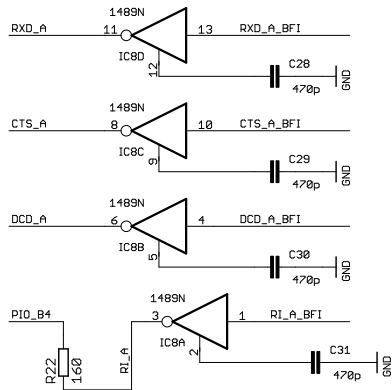 1489N
RXD_A 11 13 RXD_A_BFI
IC8D 12 C28
470p GND
1489N
CTS_A 8 10 CTS_A_BFI
IC8C 9 C29
470p GND
1489N
DCD_A 6 4 DCD_A_BFI
IC8B 5 C30
470p GND
1489N
PIO_B4 3 1 RI_A_BFI
IC8A 2 C31
R22 160 RI_A 470p GND